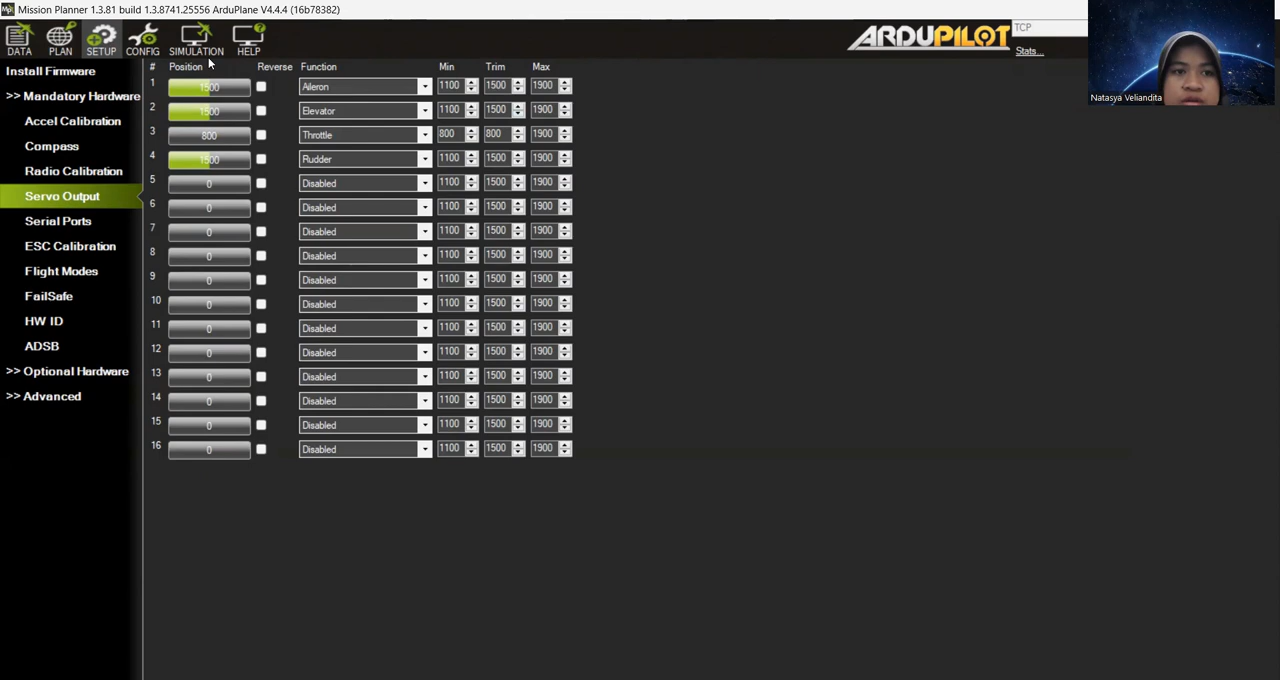 Mission Planner 1.3.81 build 1.3.8741.25556 ArduPlane V4.4.4 (16b78382)
DATA PLAN SETUP CONFIG SIMULATION HELP
ARDUPILOT
TCP
Stats...
Natasya Veliandita
Install Firmware
>> Mandatory Hardware
Accel Calibration
Compass
Radio Calibration
Servo Output
Serial Ports
ESC Calibration
Flight Modes
FailSafe
HW ID
ADSB
>> Optional Hardware
>> Advanced
# Position Reverse Function Min Trim Max
1 1500 Aileron 1100 1500 1900
2 1500 Elevator 1100 1500 1900
3 800 Throttle 800 800 1900
4 1500 Rudder 1100 1500 1900
5 0 Disabled 1100 1500 1900
6 0 Disabled 1100 1500 1900
7 0 Disabled 1100 1500 1900
8 0 Disabled 1100 1500 1900
9 0 Disabled 1100 1500 1900
10 0 Disabled 1100 1500 1900
11 0 Disabled 1100 1500 1900
12 0 Disabled 1100 1500 1900
13 0 Disabled 1100 1500 1900
14 0 Disabled 1100 1500 1900
15 0 Disabled 1100 1500 1900
16 0 Disabled 1100 1500 1900